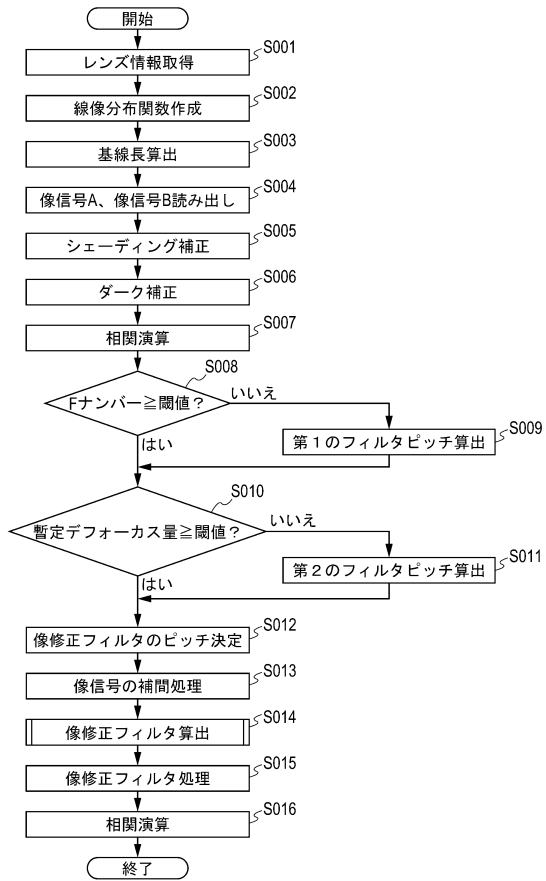 開始
レンズ情報取得
S001
線像分布関数作成
S002
基線長算出
S003
像信号A、像信号B読み出し
S004
シェーディング補正
S005
ダーク補正
S006
相関演算
S007
Fナンバー≧閾値？
S008
いいえ
はい
第１のフィルタピッチ算出
S009
暫定デフォーカス量≧閾値？
S010
いいえ
はい
第２のフィルタピッチ算出
S011
像修正フィルタのピッチ決定
S012
像信号の補間処理
S013
像修正フィルタ算出
S014
像修正フィルタ処理
S015
相関演算
S016
終了